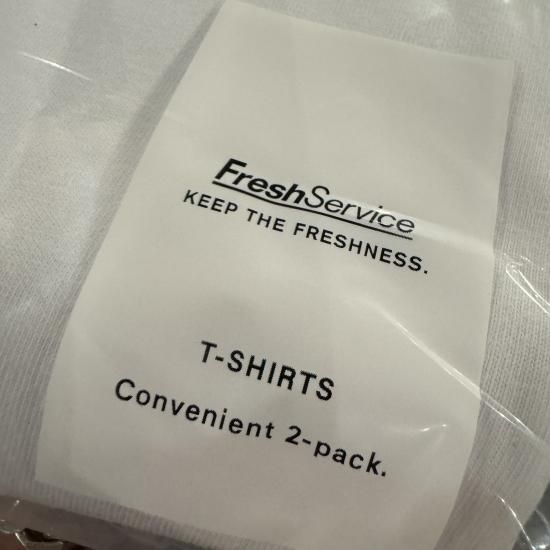 FreshService
KEEP THE FRESHNESS.
T-SHIRTS
Convenient 2-pack.